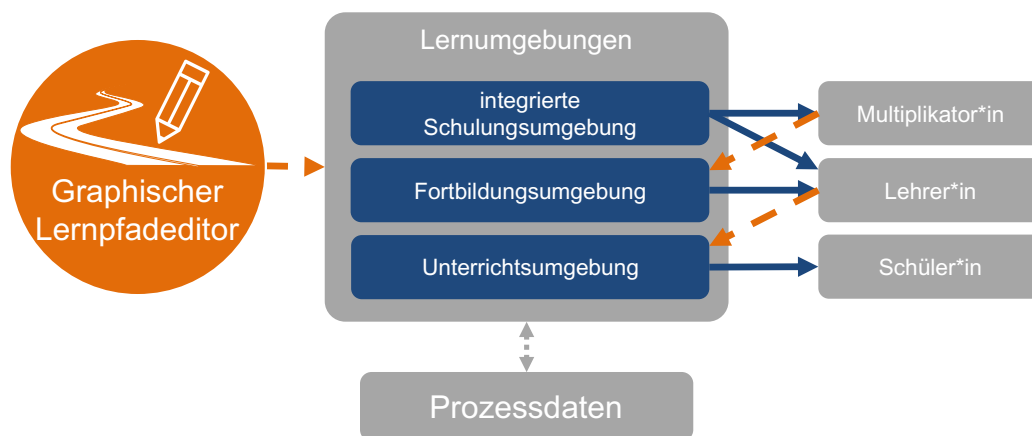 Lernumgebungen
integrierte
Schulungsumgebung
Fortbildungsumgebung
Unterrichtsumgebung
Graphischer
Lernpfadeditor
Multiplikator*in
Lehrer*in
Schüler*in
Prozessdaten